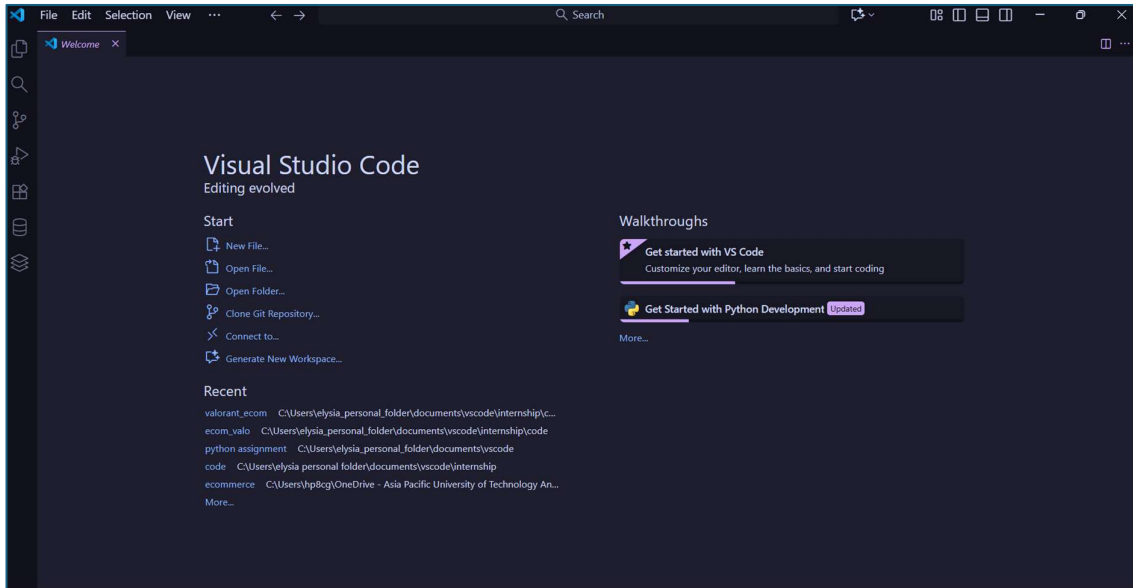 File Edit Selection View ··· Search
Welcome
Visual Studio Code
Editing evolved
Start
New File...
Open File...
Open Folder...
Clone Git Repository...
Connect to...
Generate New Workspace...
Recent
valorant_ecom C:\Users\elysia_personal_folder\documents\vscode\internship\c...
ecom_valo C:\Users\elysia_personal_folder\documents\vscode\internship\code
python assignment C:\Users\elysia_personal_folder\documents\vscode
code C:\Users\elysia personal folder\documents\vscode\internship
ecommerce C:\Users\hp8cg\OneDrive - Asia Pacific University of Technology An...
More...
Walkthroughs
Get started with VS Code
Customize your editor, learn the basics, and start coding
Get Started with Python Development Updated
More...